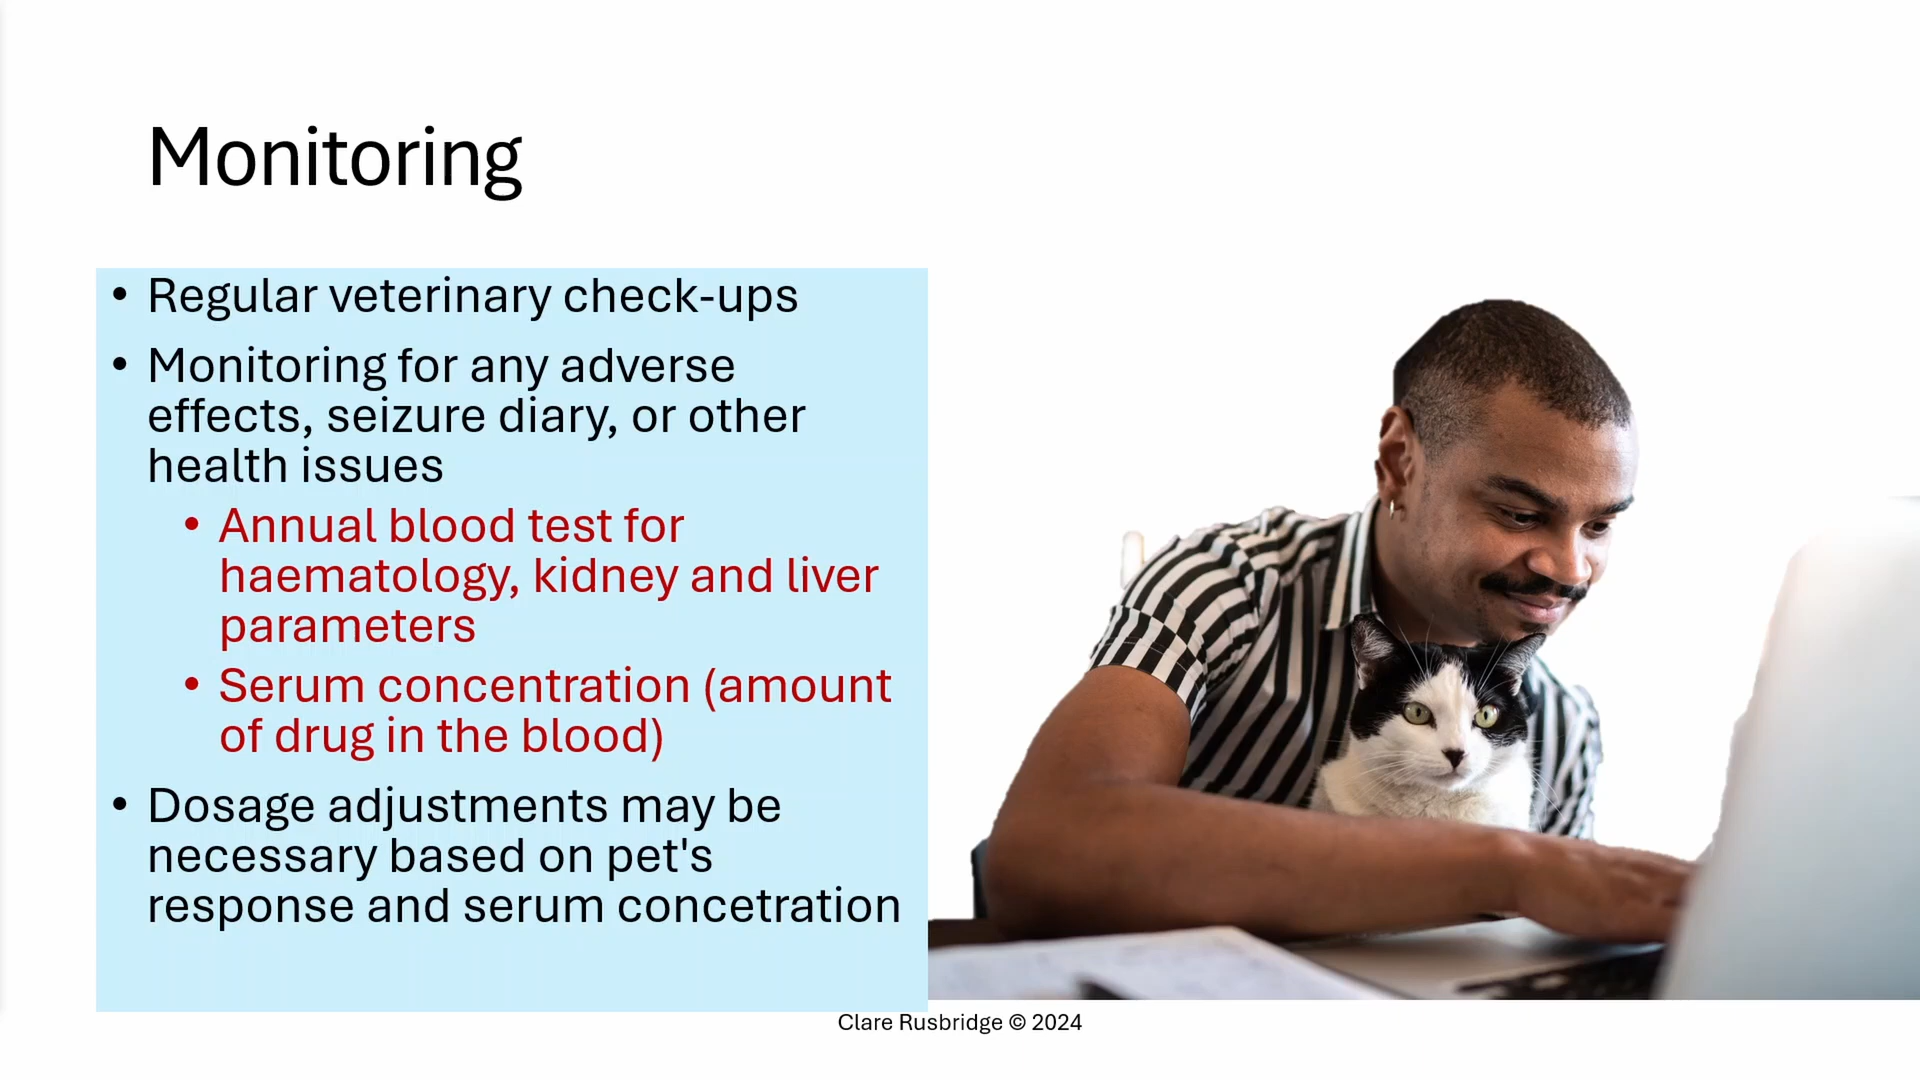 Monitoring
• Regular veterinary check-ups
• Monitoring for any adverse
effects, seizure diary, or other
health issues
• Annual blood test for
haematology, kidney and liver
parameters
• Serum concentration (amount
of drug in the blood)
• Dosage adjustments may be
necessary based on pet's
response and serum concetration
Clare Rusbridge © 2024